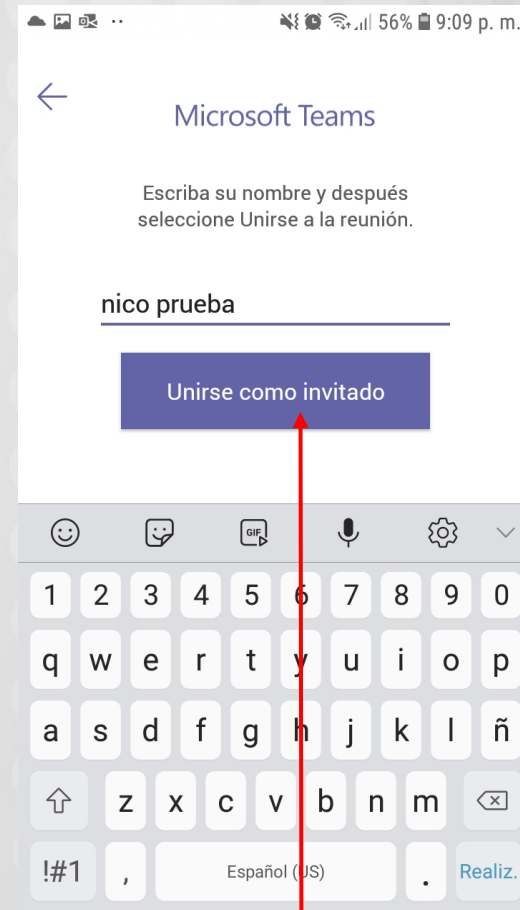 56% 9:09 p. m.
Microsoft Teams
Escriba su nombre y después
seleccione Unirse a la reunión.
nico prueba
Unirse como invitado
GIF
1 2 3 4 5 6 7 8 9 0
q w e r t y u i o p
a s d f g h j k l ñ
z x c v b n m
!#1 , Español (US) . Realiz.